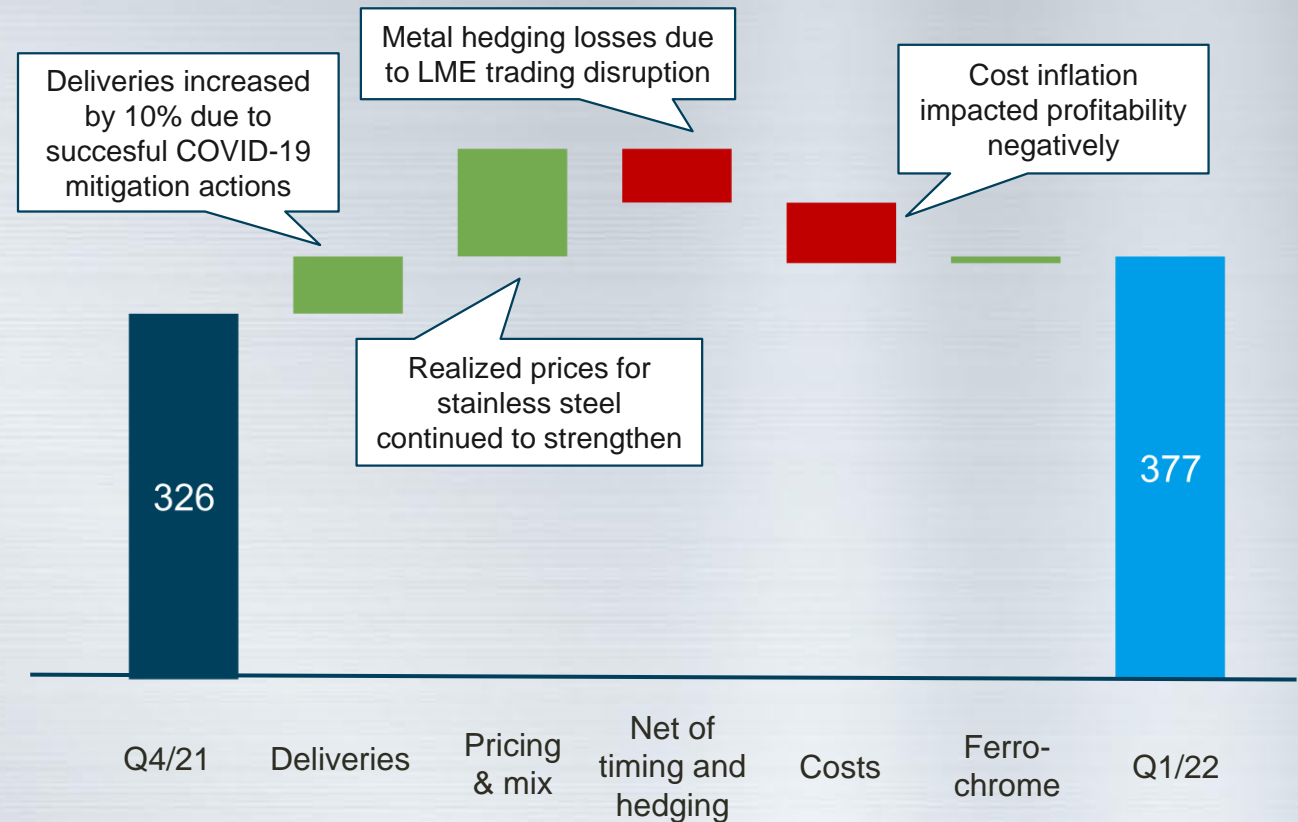 Metal hedging losses due
to LME trading disruption
Deliveries increased
by 10% due to
succesful COVID-19
mitigation actions
Cost inflation
impacted profitability
negatively
Realized prices for
stainless steel
continued to strengthen
326
377
Q4/21
Deliveries
Pricing
& mix
Net of
timing and
hedging
Costs
Ferro-
chrome
Q1/22